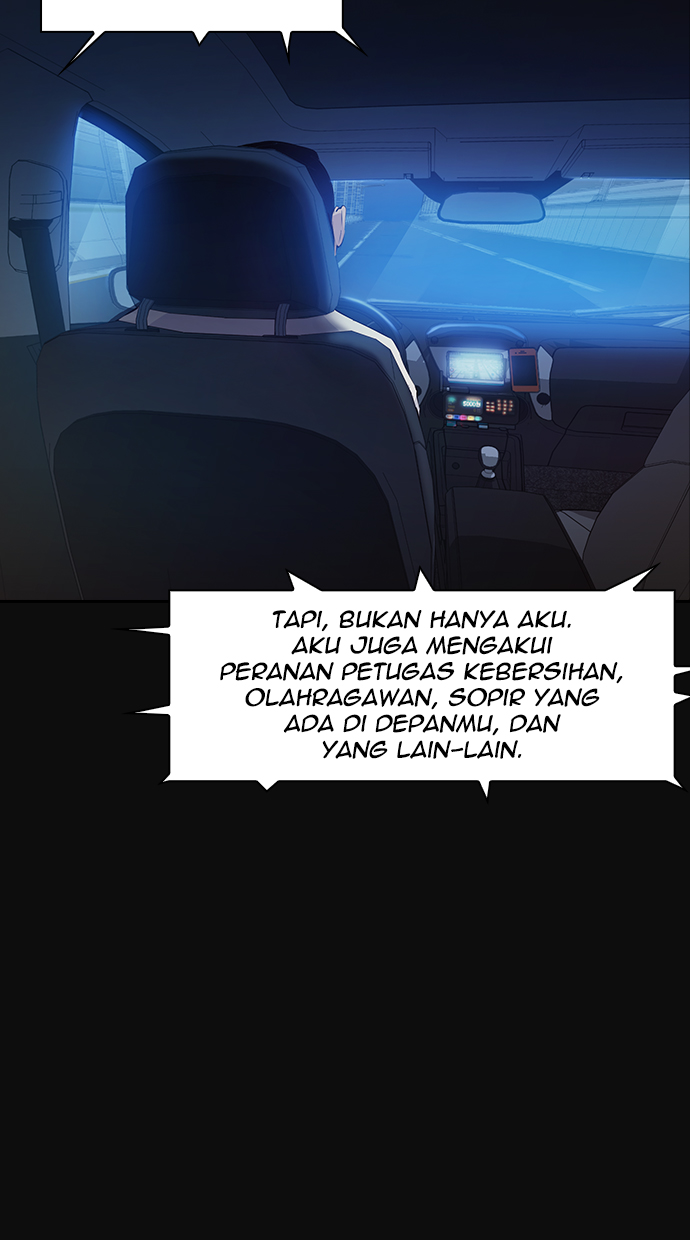 TAPI, BUKAN HANYA AKU.
AKU JUGA MENGAKUI
PERANAN PETUGAS KEBERSIHAN,
OLAHRAGAWAN, SOPIR YANG
ADA DI DEPANMU, DAN
YANG LAIN-LAIN.